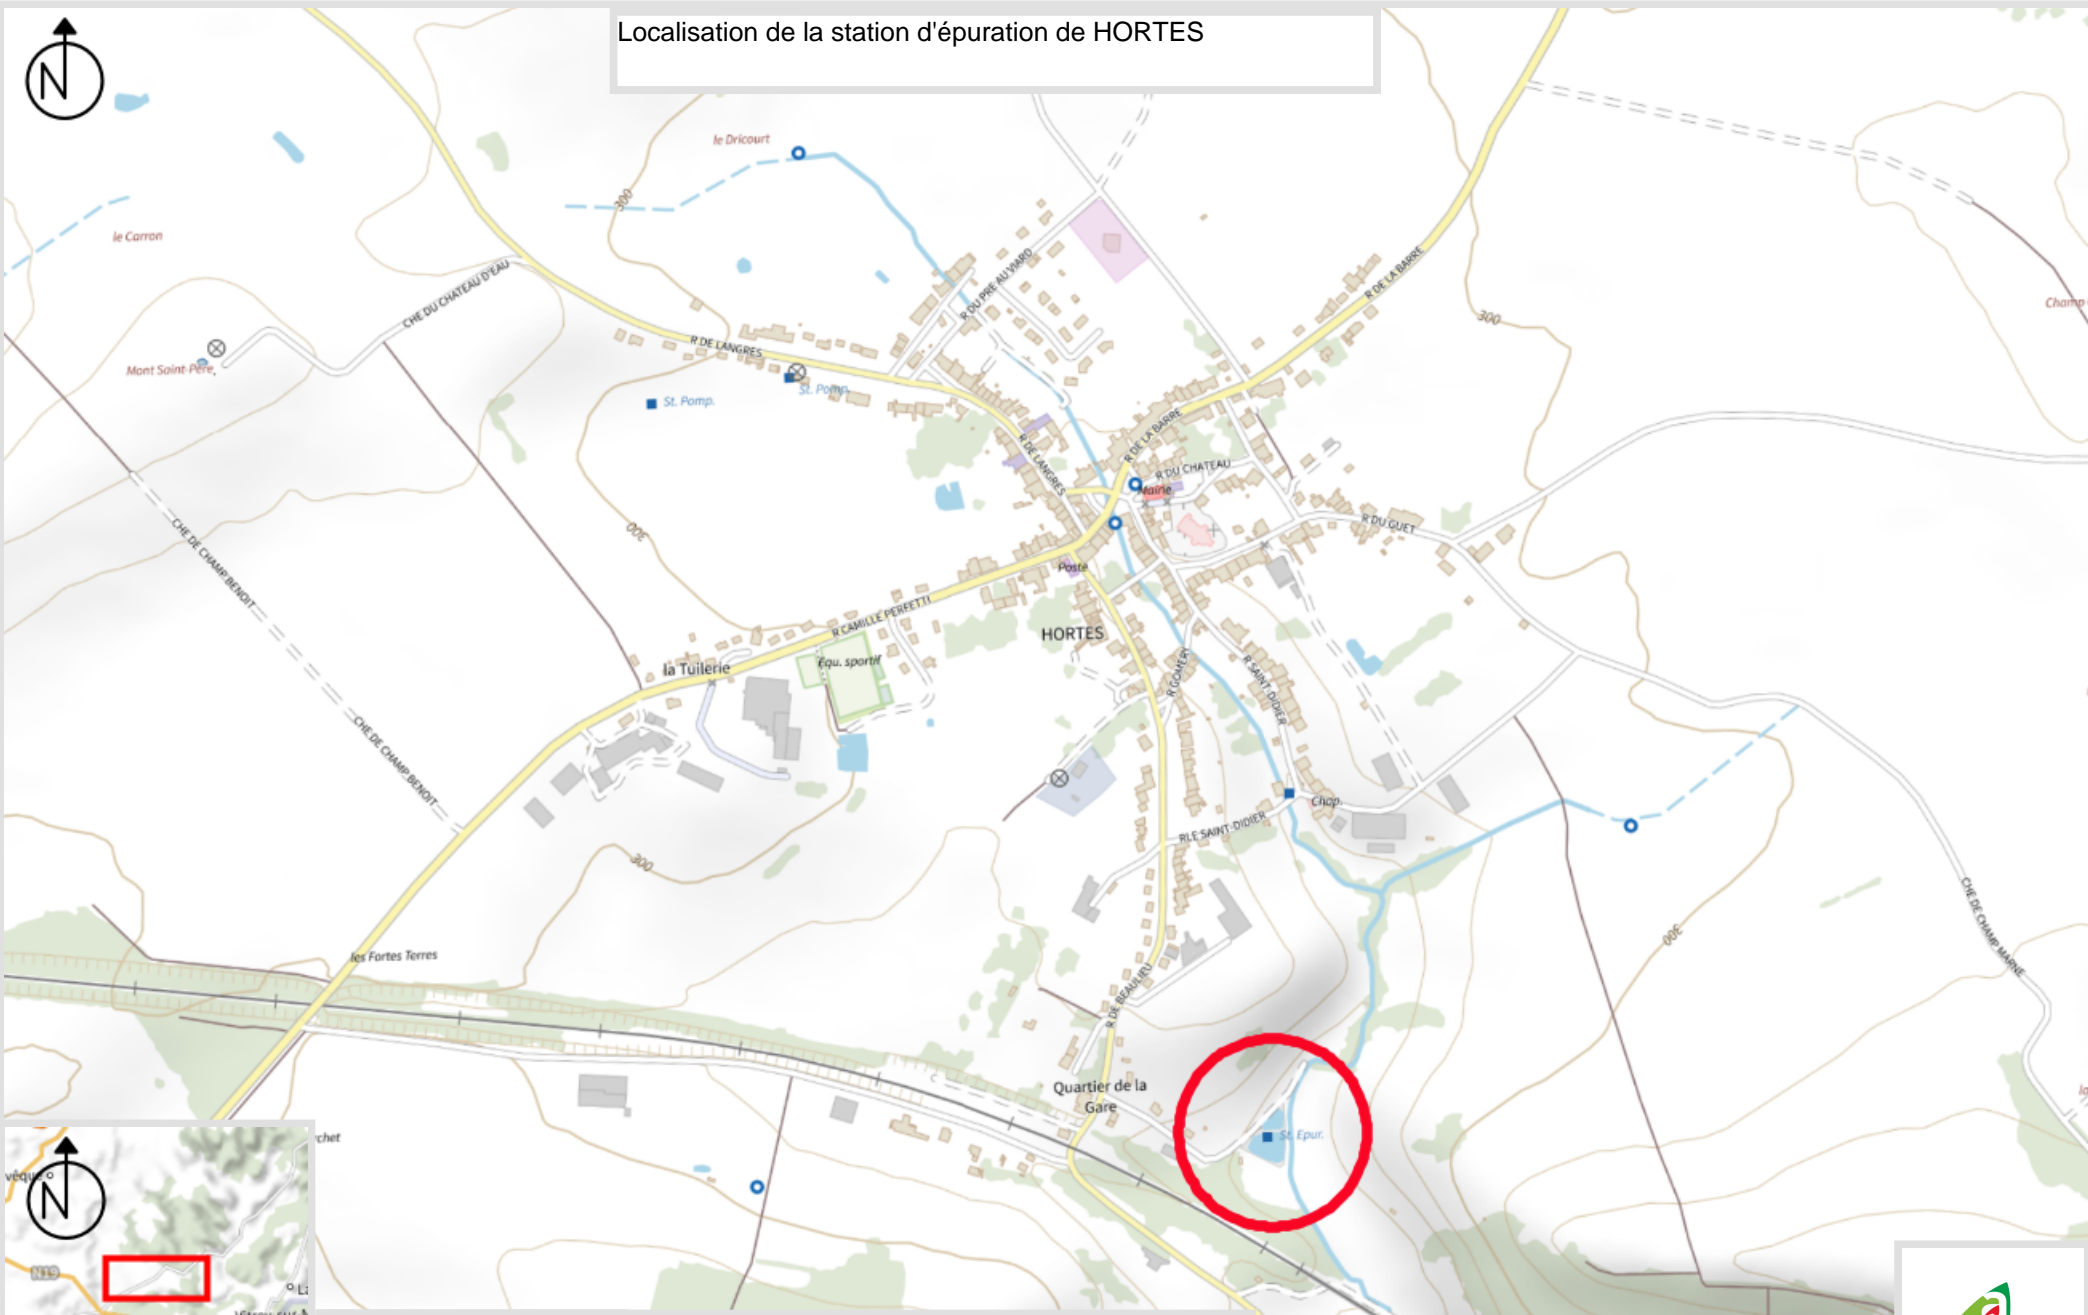 Localisation de la station d'épuration de HORTES
N
le Dricourt
300
le Carron
CHE DU CHATEAU D'EAU
R DU PRE AU VIARD
R DE LA BARRE
Champ
300
Mont Saint-Père
R DE LANGRES
St. Pomp.
St. Pomp.
R DE LANGRES
R DE LA BARRE
R DU CHATEAU
Mairie
R DU GUET
CHE DE CHAMP BENOIT
300
Poste
R CAMILLE PERFETTI
HORTES
la Tuilerie
Equ. sportif
R GOMERI
R SAINT-DIDIER
CHE DE CHAMP BENOIT
Chap.
RLE SAINT-DIDIER
300
CHE DE CHAMP MARNE
300
les Fortes Terres
R DE BEAULIEU
Quartier de la
Gare
St. Epur.
chet
vêque
N
N19